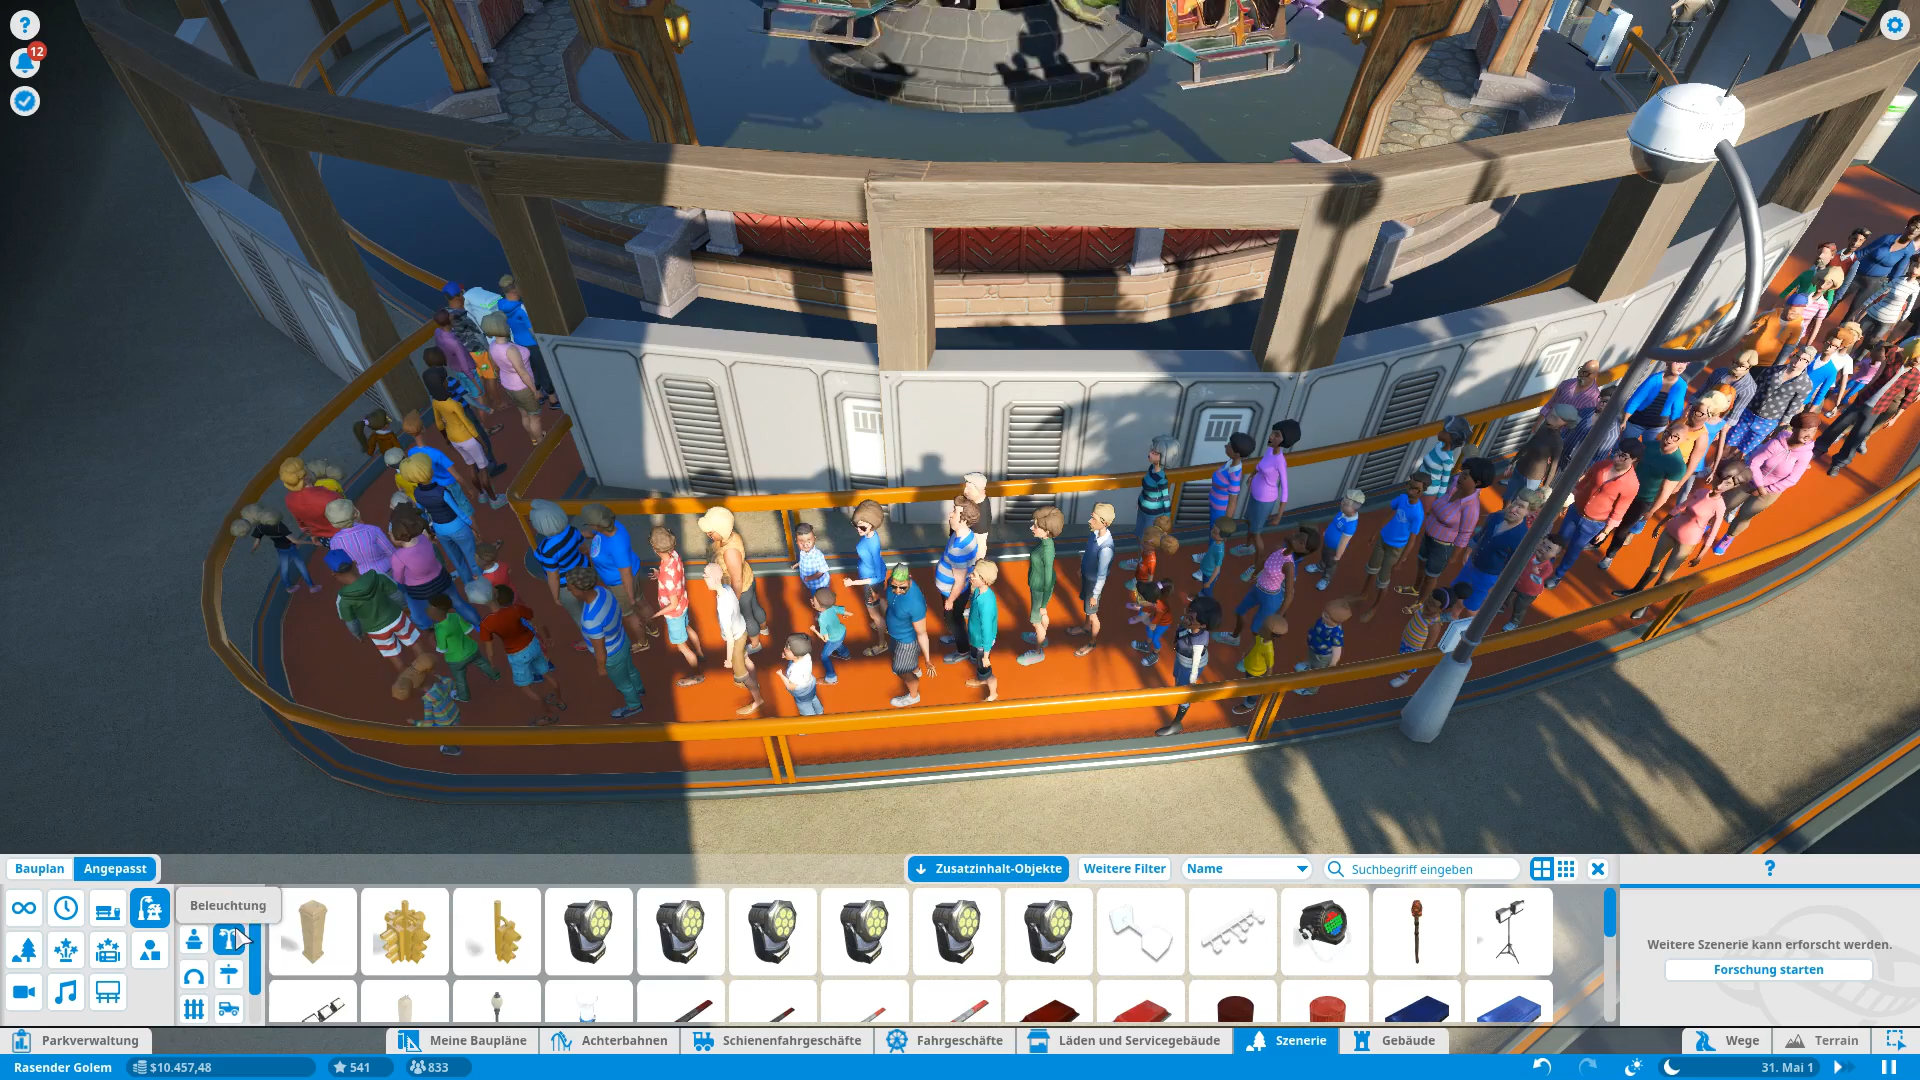 ?
12
Bauplan
Angepasst
Zusatzinhalt-Objekte
Weitere Filter
Name
Suchbegriff eingeben
?
Beleuchtung
Weitere Szenerie kann erforscht werden.
Forschung starten
Parkverwaltung
Meine Baupläne
Achterbahnen
Schienenfahrgeschäfte
Fahrgeschäfte
Läden und Servicegebäude
Szenerie
Gebäude
Wege
Terrain
Rasender Golem
$10.457,48
541
833
31. Mai 1